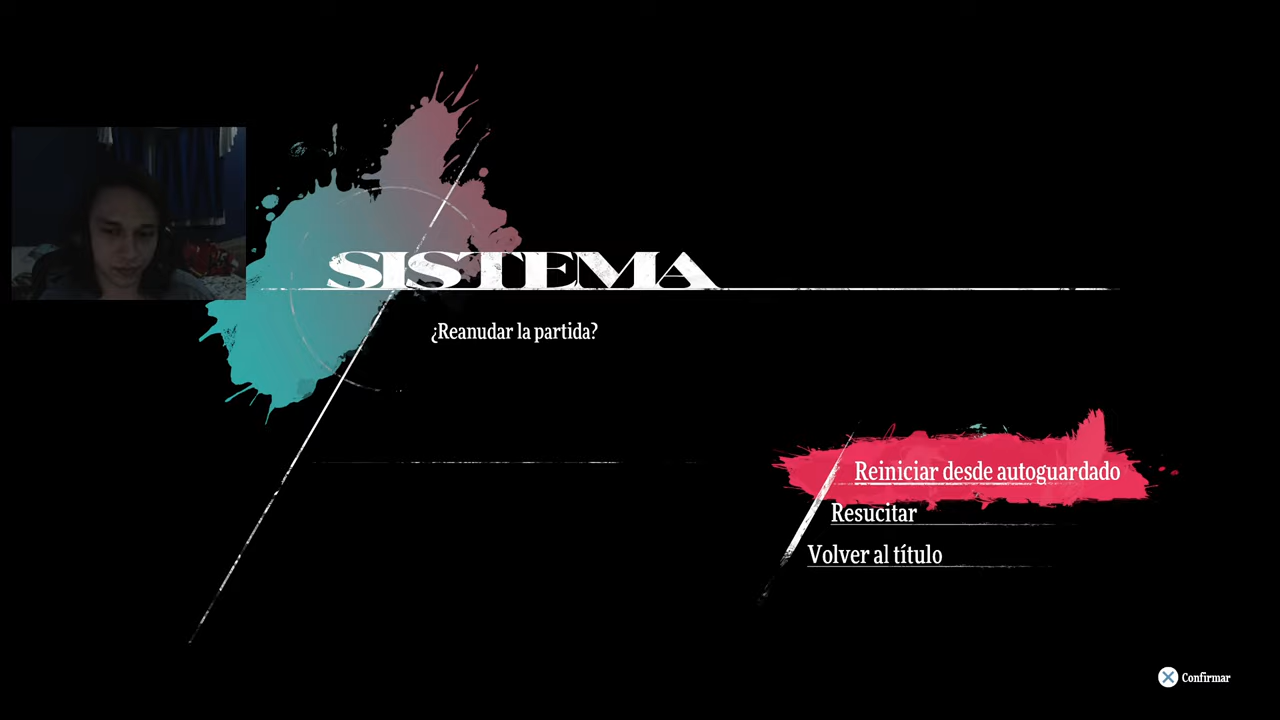 SISTEMA
¿Reanudar la partida?
Reiniciar desde autoguardado
Resucitar
Volver al título
Confirmar